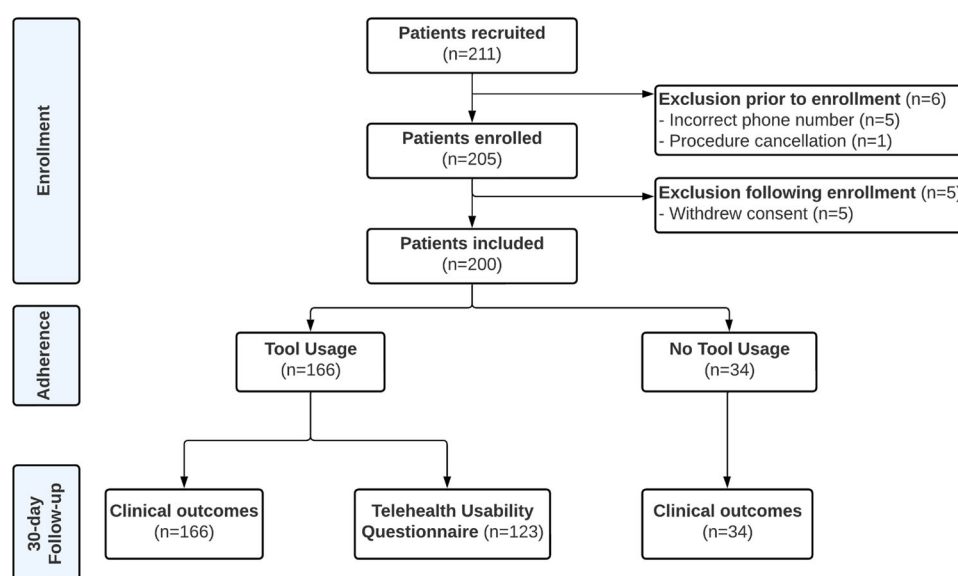 Enrollment
Patients recruited
(n=211)
Exclusion prior to enrollment (n=6)
- Incorrect phone number (n=5)
- Procedure cancellation (n=1)
Patients enrolled
(n=205)
Exclusion following enrollment (n=5)
- Withdrew consent (n=5)
Patients included
(n=200)
Adherence
Tool Usage
(n=166)
No Tool Usage
(n=34)
30-day
Follow-up
Clinical outcomes
(n=166)
Telehealth Usability
Questionnaire (n=123)
Clinical outcomes
(n=34)